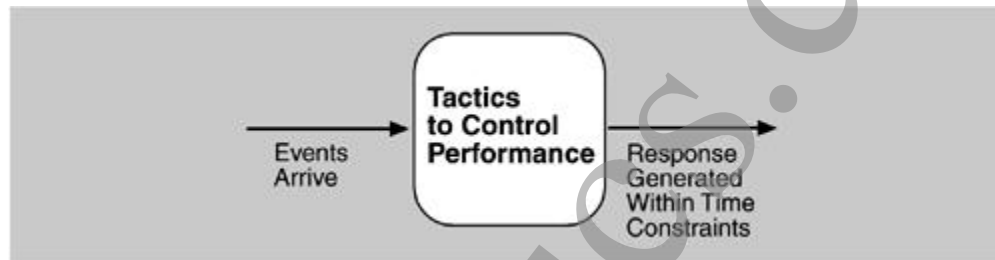 Events
Arrive
Tactics
to Control
Performance
Response
Generated
Within Time
Constraints